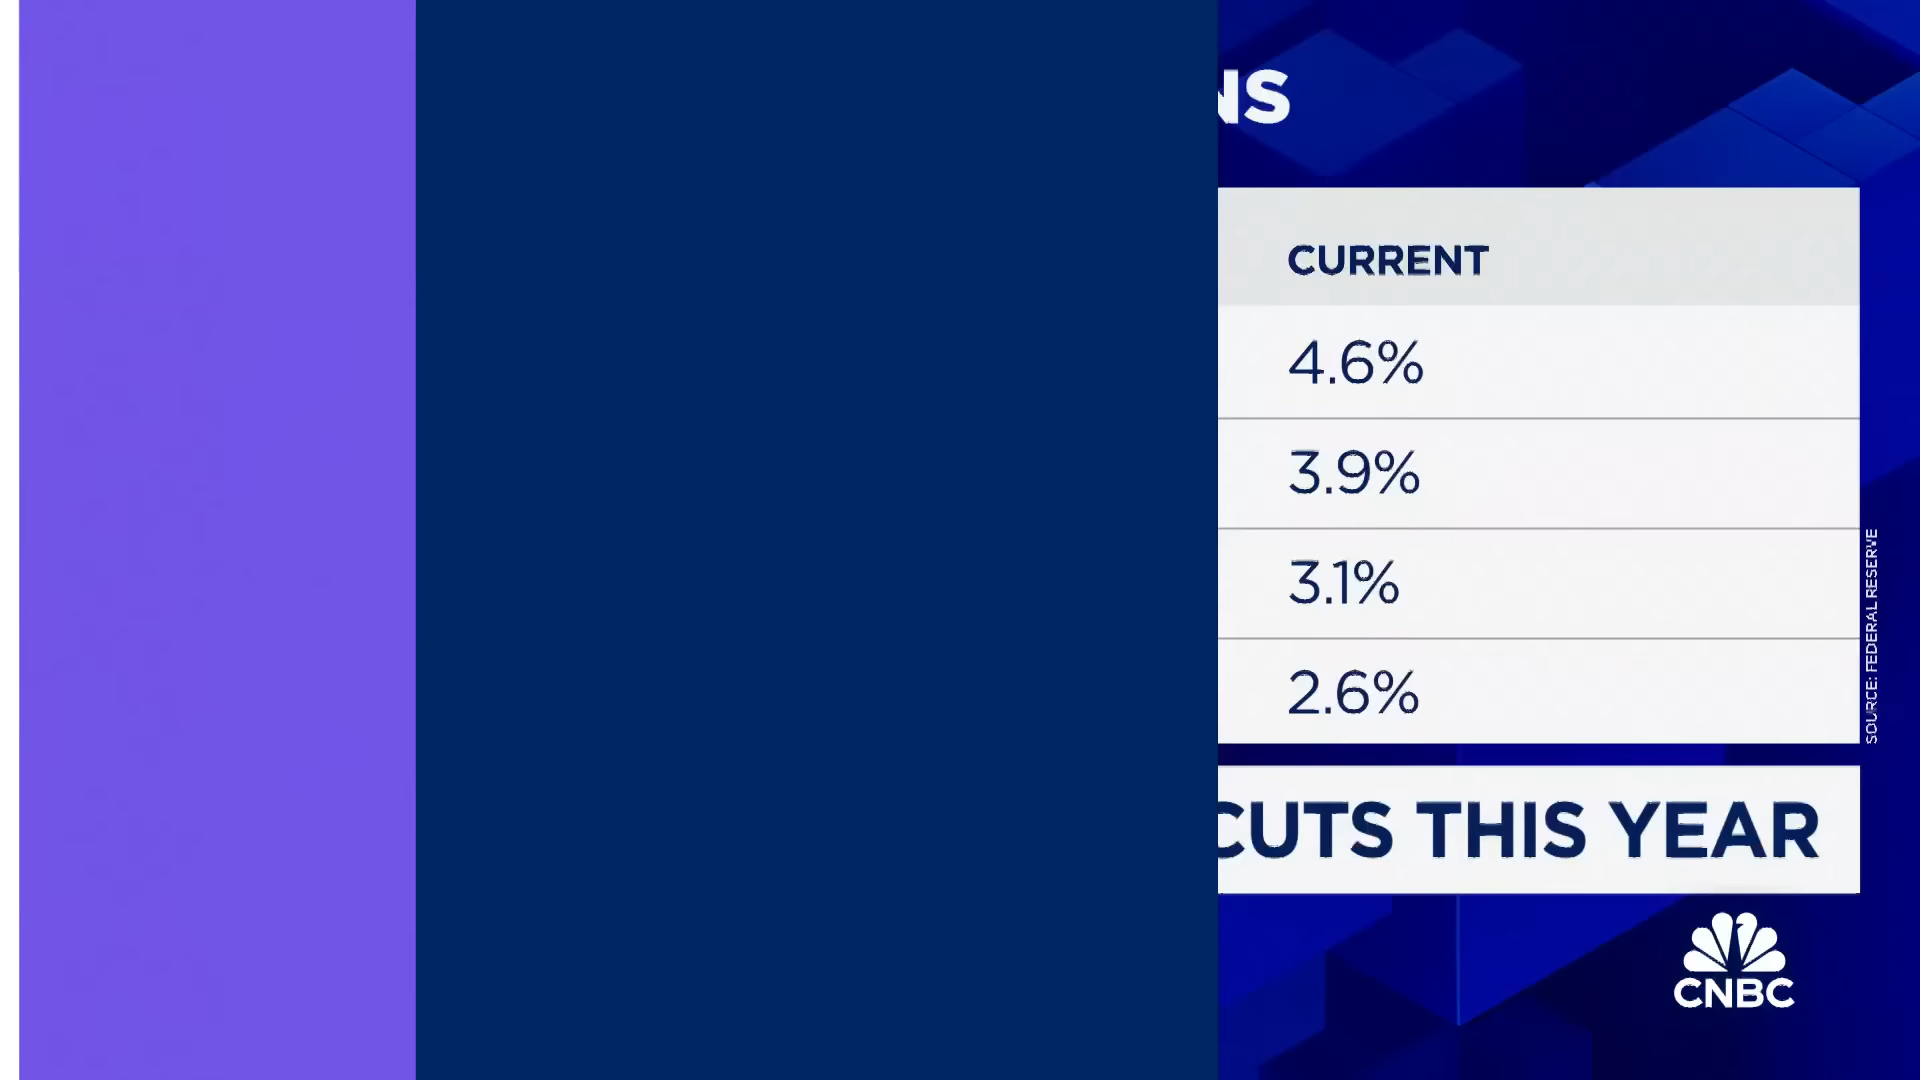 NS
CURRENT
4.6%
3.9%
3.1%
2.6%
SOURCE: FEDERAL RESERVE
CUTS THIS YEAR
CNBC